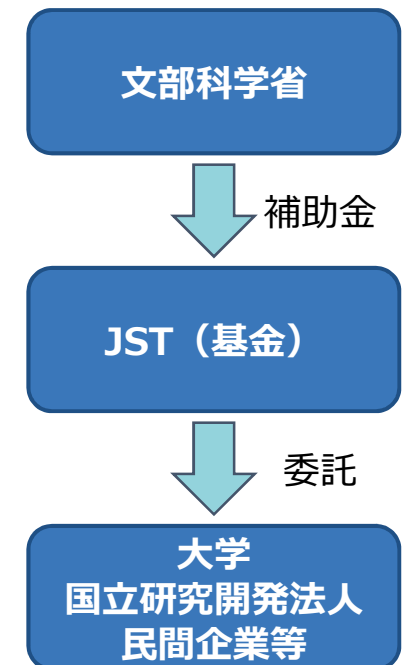 文部科学省
補助金
JST（基金）
委託
大学
国立研究開発法人
民間企業等